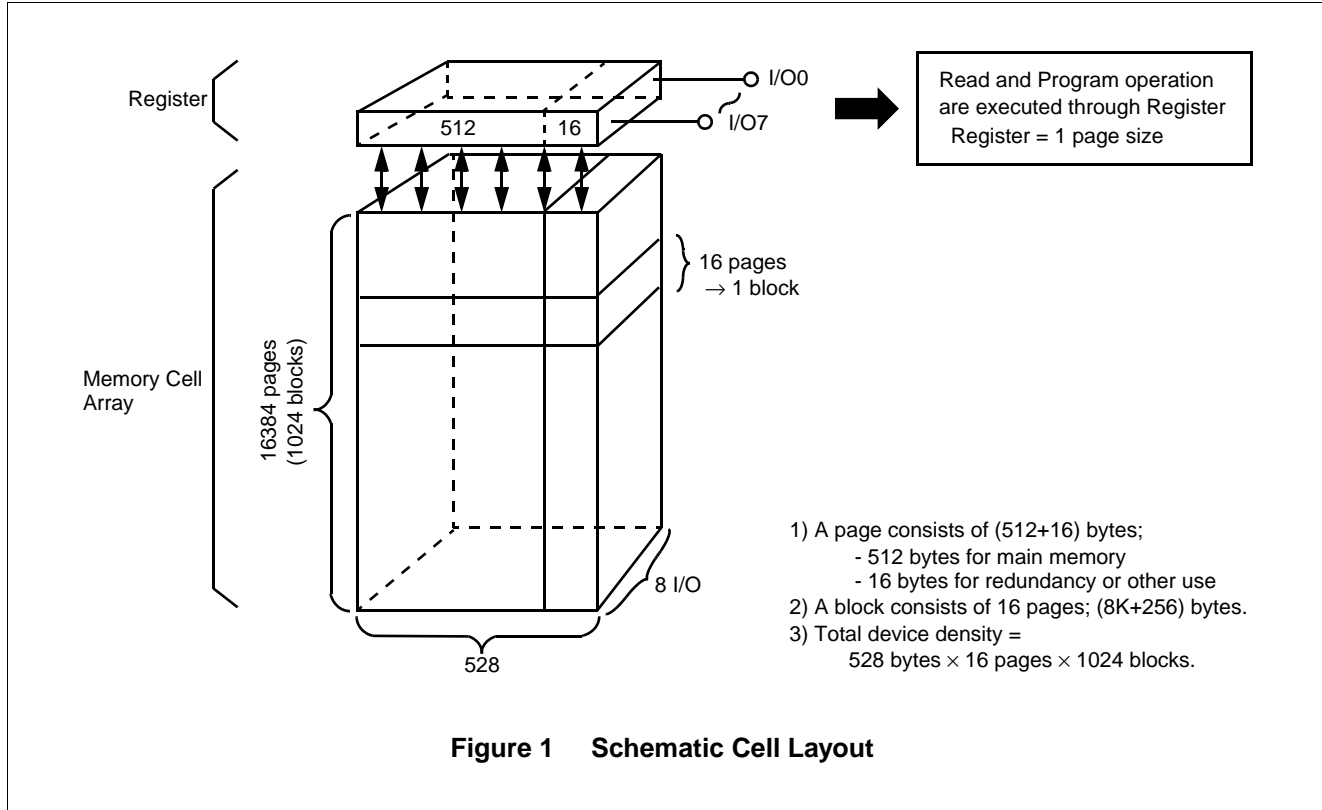 Register
512
16
I/O0
I/O7
Read and Program operation
are executed through Register
Register = 1 page size
Memory Cell
Array
16384 pages
(1024 blocks)
16 pages
→ 1 block
8 I/O
528
1) A page consists of (512+16) bytes;
- 512 bytes for main memory
- 16 bytes for redundancy or other use
2) A block consists of 16 pages; (8K+256) bytes.
3) Total device density =
528 bytes × 16 pages × 1024 blocks.
Figure 1 Schematic Cell Layout